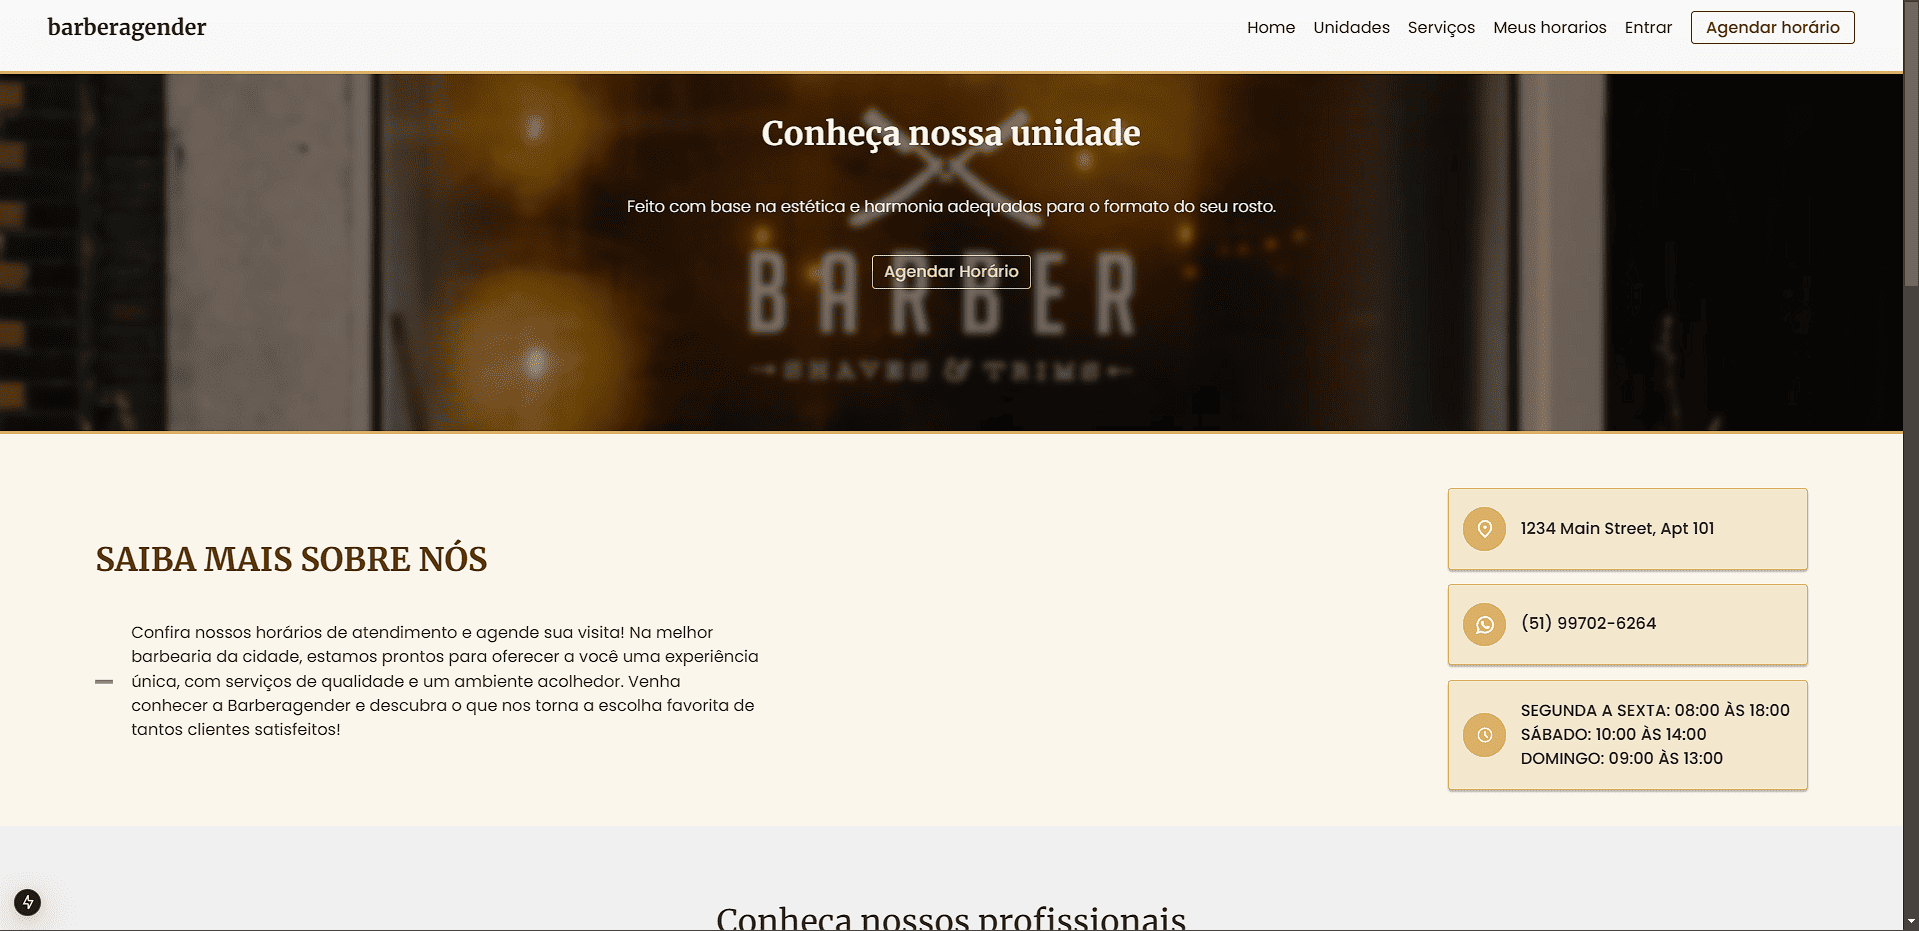 barberagender
Home Unidades Serviços Meus horarios Entrar Agendar horário
Conheça nossa unidade
Feito com base na estética e harmonia adequadas para o formato do seu rosto.
Agendar Horário
BARBER
SHAVES & TRIMS
SAIBA MAIS SOBRE NÓS
Confira nossos horários de atendimento e agende sua visita! Na melhor
barbearia da cidade, estamos prontos para oferecer a você uma experiência
única, com serviços de qualidade e um ambiente acolhedor. Venha
conhecer a Barberagender e descubra o que nos torna a escolha favorita de
tantos clientes satisfeitos!
1234 Main Street, Apt 101
(51) 99702-6264
SEGUNDA A SEXTA: 08:00 ÀS 18:00
SÁBADO: 10:00 ÀS 14:00
DOMINGO: 09:00 ÀS 13:00
Conheça nossos profissionais